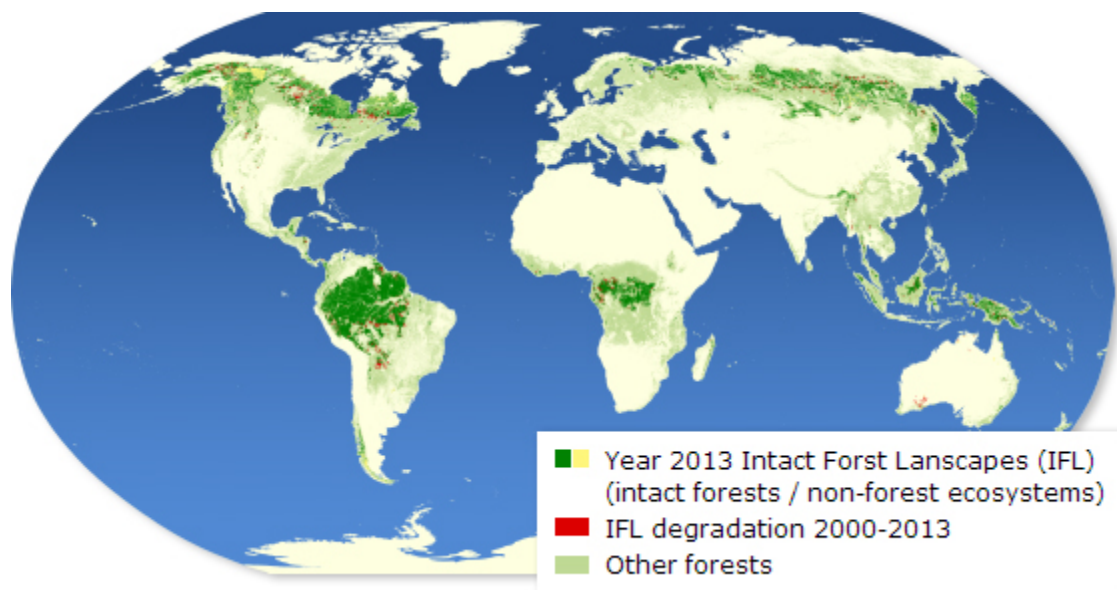 Year 2013 Intact Forst Lanscapes (IFL)
(intact forests / non-forest ecosystems)
IFL degradation 2000-2013
Other forests